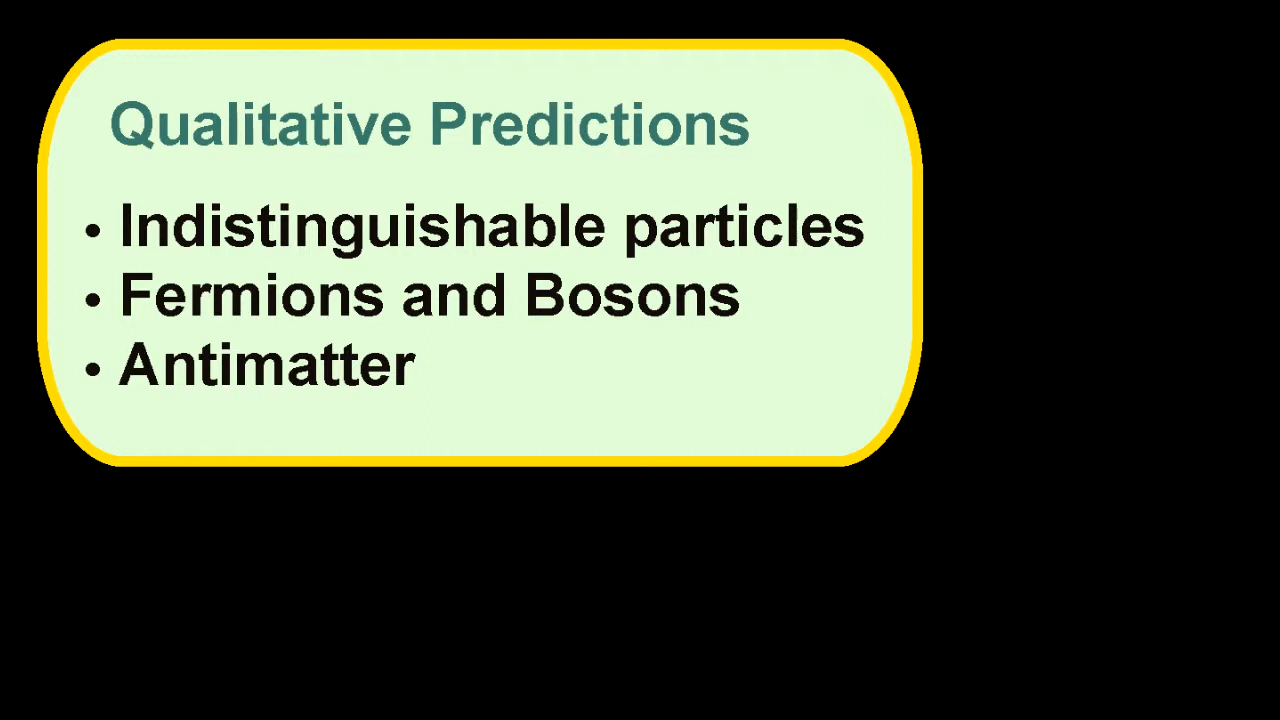 Qualitative Predictions
• Indistinguishable particles
• Fermions and Bosons
• Antimatter